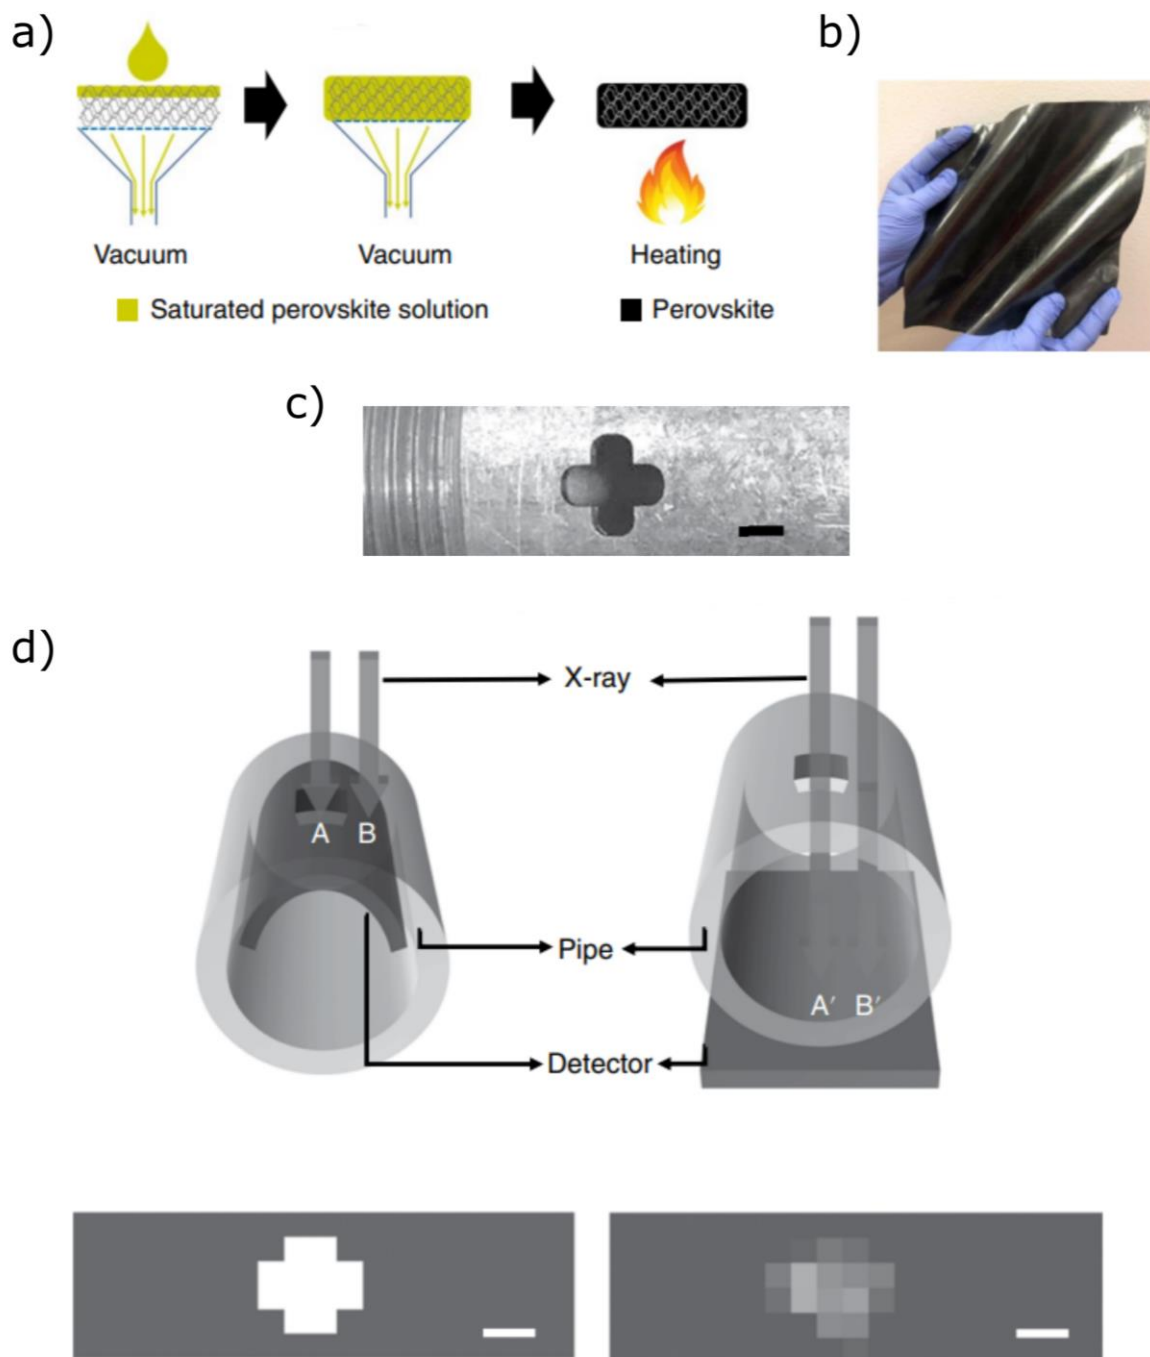 a)
b)
Vacuum Vacuum Heating
Saturated perovskite solution Perovskite
c)
d)
X-ray
A B
Pipe
A′ B′
Detector